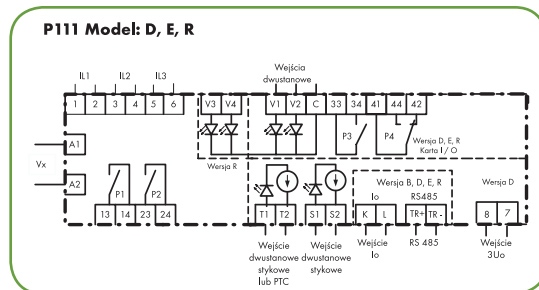 P111 Model: D, E, R
IL1 IL2 IL3
Wejścia
dwustanowe
1 2 3 4 5 6 V3 V4 V1 V2 C 33 34 41 44 42
A1
Vx
A2
P1 P2
P3 P4
Wersja D, E, R
Karta I / O
Wersja R
Wersja B, D, E, R
Wersja D
Io RS485
13 14 23 24 T1 T2 S1 S2 K L TR+ TR - 8 7
Wejście
dwustanowe
stykowe
lub PTC
Wejście
dwustanowe
stykowe
Wejście
Io
RS 485
Wejście
3Uo